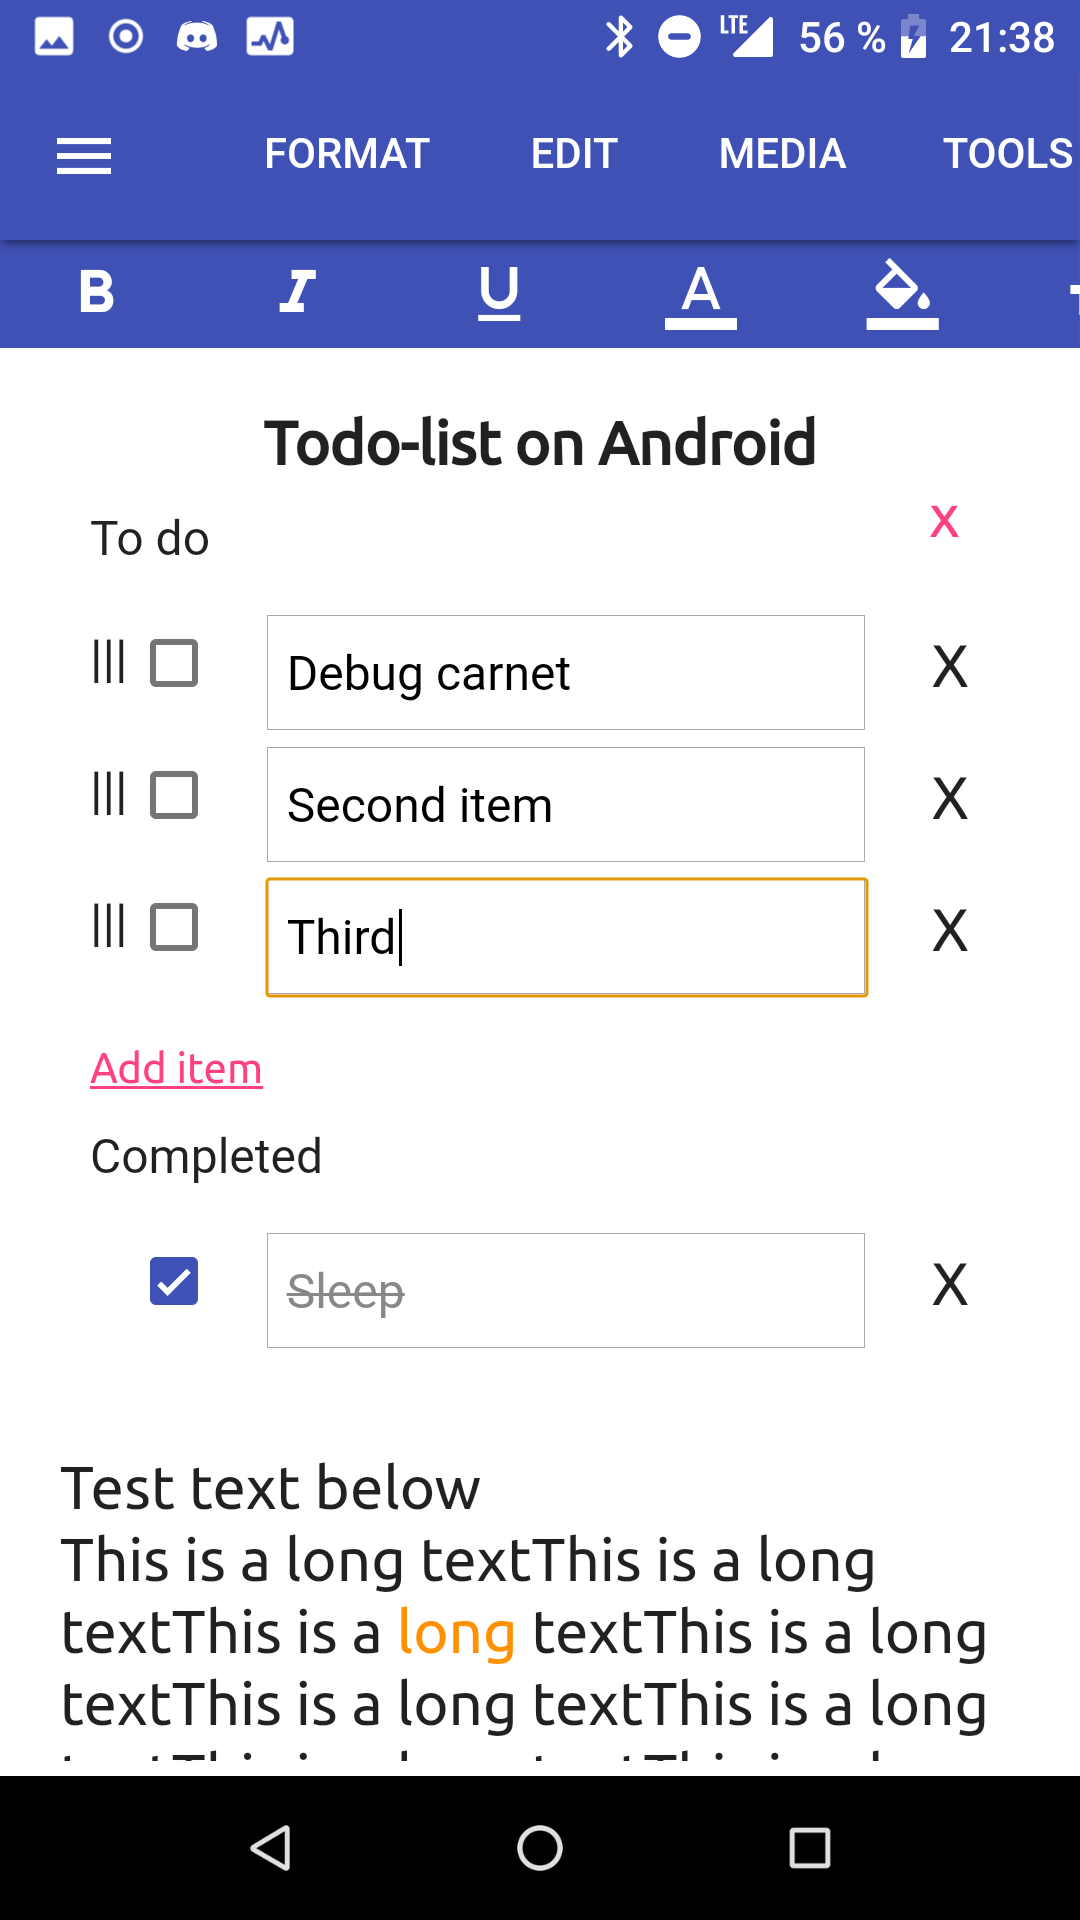 LTE 56 % 21:38
FORMAT EDIT MEDIA TOOLS
B I U A
Todo-list on Android
To do X
Debug carnet X
Second item X
Third X
Add item
Completed
Sleep X
Test text below
This is a long textThis is a long
textThis is a long textThis is a long
textThis is a long textThis is a long